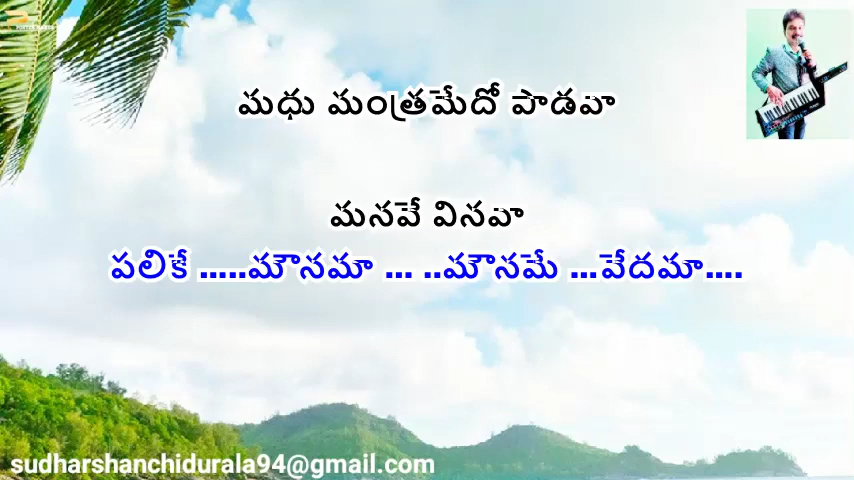 మధు మంత్రమేదో పాడవా
మనవే వినవా
పలికే .....మౌనమా ... ..మౌనమే ...వేదమా....
sudharshanchidurala94@gmail.com